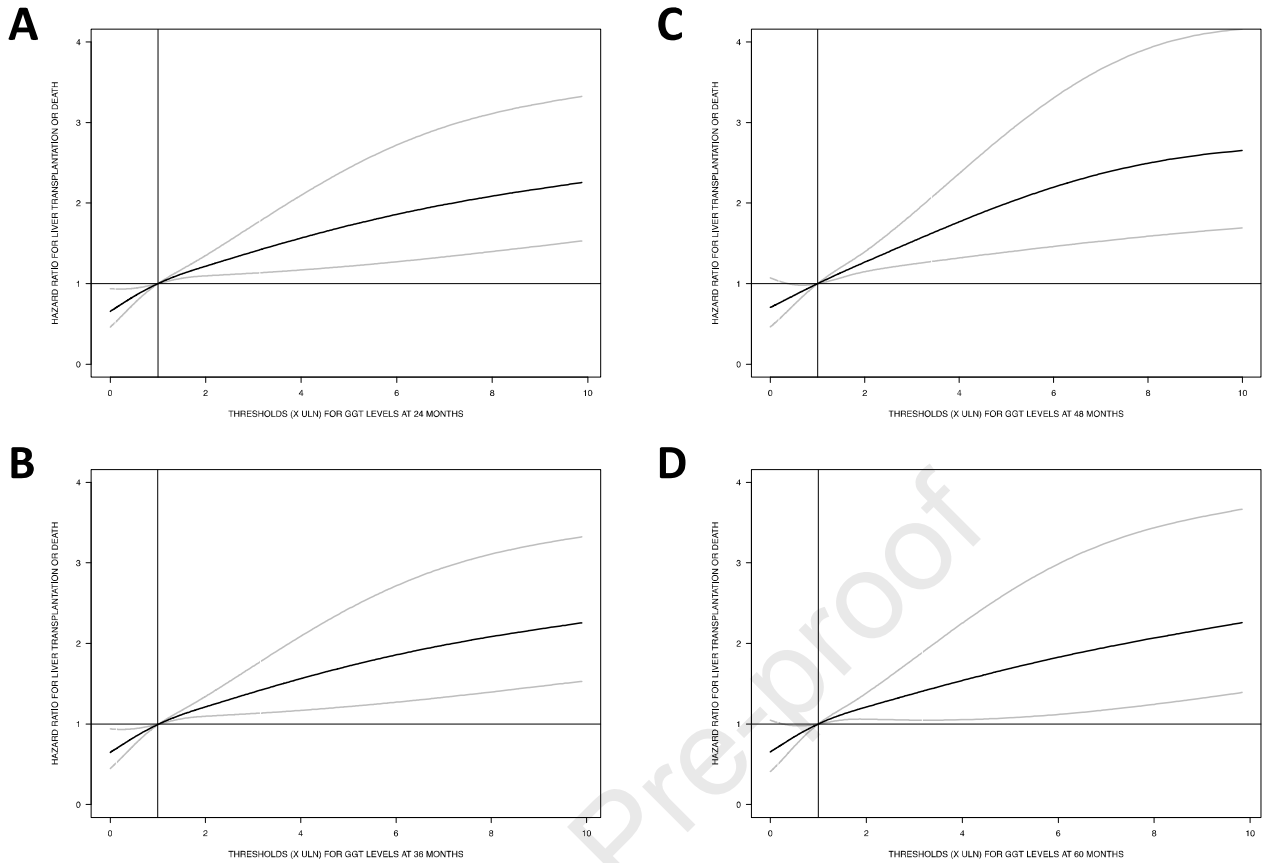 A
HAZARD RATIO FOR LIVER TRANSPLANTATION OR DEATH
4
3
2
1
0
0 2 4 6 8 10
THRESHOLDS (X ULN) FOR GGT LEVELS AT 24 MONTHS
C
HAZARD RATIO FOR LIVER TRANSPLANTATION OR DEATH
4
3
2
1
0
0 2 4 6 8 10
THRESHOLDS (X ULN) FOR GGT LEVELS AT 48 MONTHS
B
HAZARD RATIO FOR LIVER TRANSPLANTATION OR DEATH
4
3
2
1
0
0 2 4 6 8 10
THRESHOLDS (X ULN) FOR GGT LEVELS AT 36 MONTHS
D
HAZARD RATIO FOR LIVER TRANSPLANTATION OR DEATH
4
3
2
1
0
0 2 4 6 8 10
THRESHOLDS (X ULN) FOR GGT LEVELS AT 60 MONTHS
Pre-proof